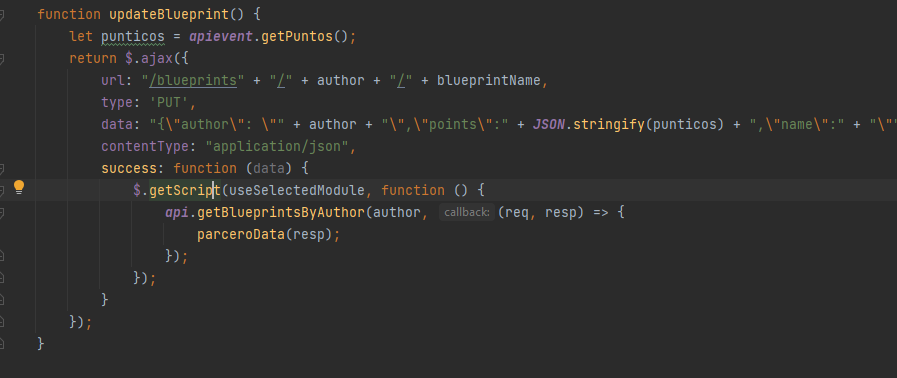 function updateBlueprint() {
    let punticos = apievent.getPuntos();
    return $.ajax({
        url: "/blueprints" + "/" + author + "/" + blueprintName,
        type: 'PUT',
        data: "{\"author\": \"" + author + "\",\"points\":" + JSON.stringify(punticos) + ",\"name\":" + "\""
        contentType: "application/json",
        success: function (data) {
            $.getScript(useSelectedModule, function () {
                api.getBlueprintsByAuthor(author, callback: (req, resp) => {
                    parceroData(resp);
                });
            });
        }
    });
}